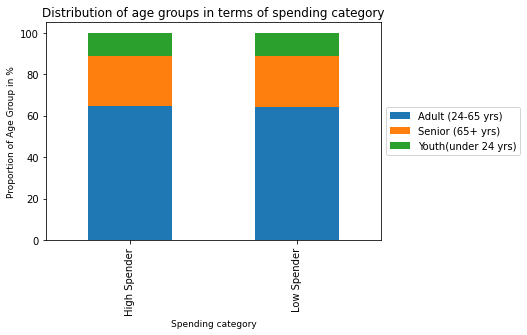 Distribution of age groups in terms of spending category
Proportion of Age Group in %
100
80
60
40
20
0
High Spender
Low Spender
Spending category
Adult (24-65 yrs)
Senior (65+ yrs)
Youth(under 24 yrs)